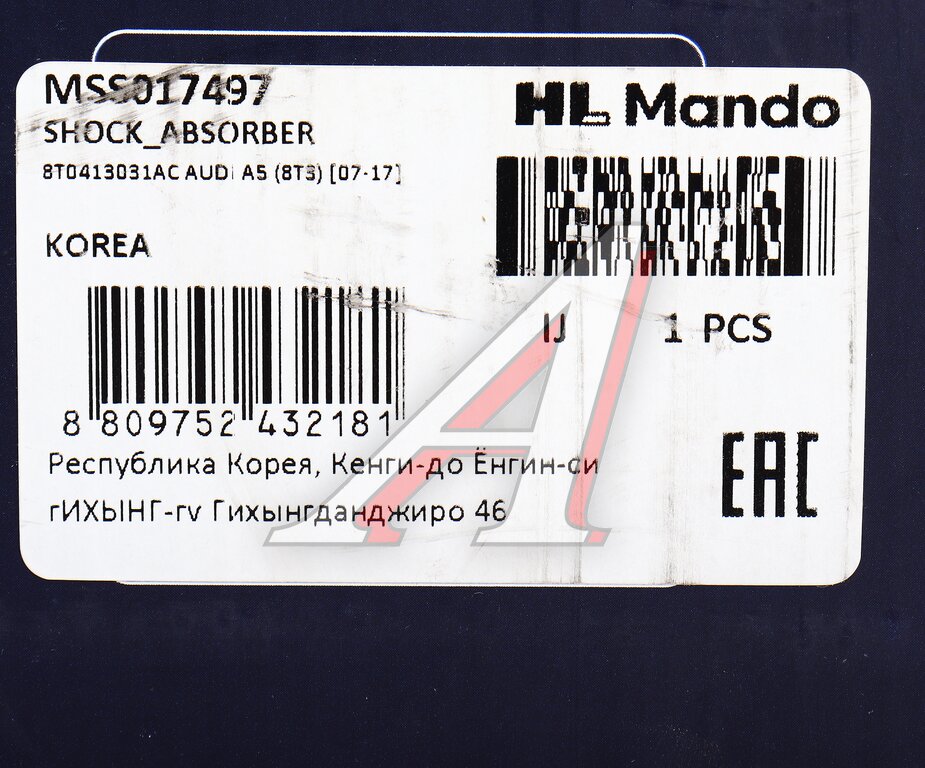 MSS017497
HL Mando
SHOCK_ABSORBER
8T0413031AC AUDI A5 (8T3) [07-17]
KOREA
IJ 1 PCS
8 809752 432181
Республика Корея, Кенги-до Ёнгин-си
гИХЫНГ-гv Гихынгданджиро 46
EAC